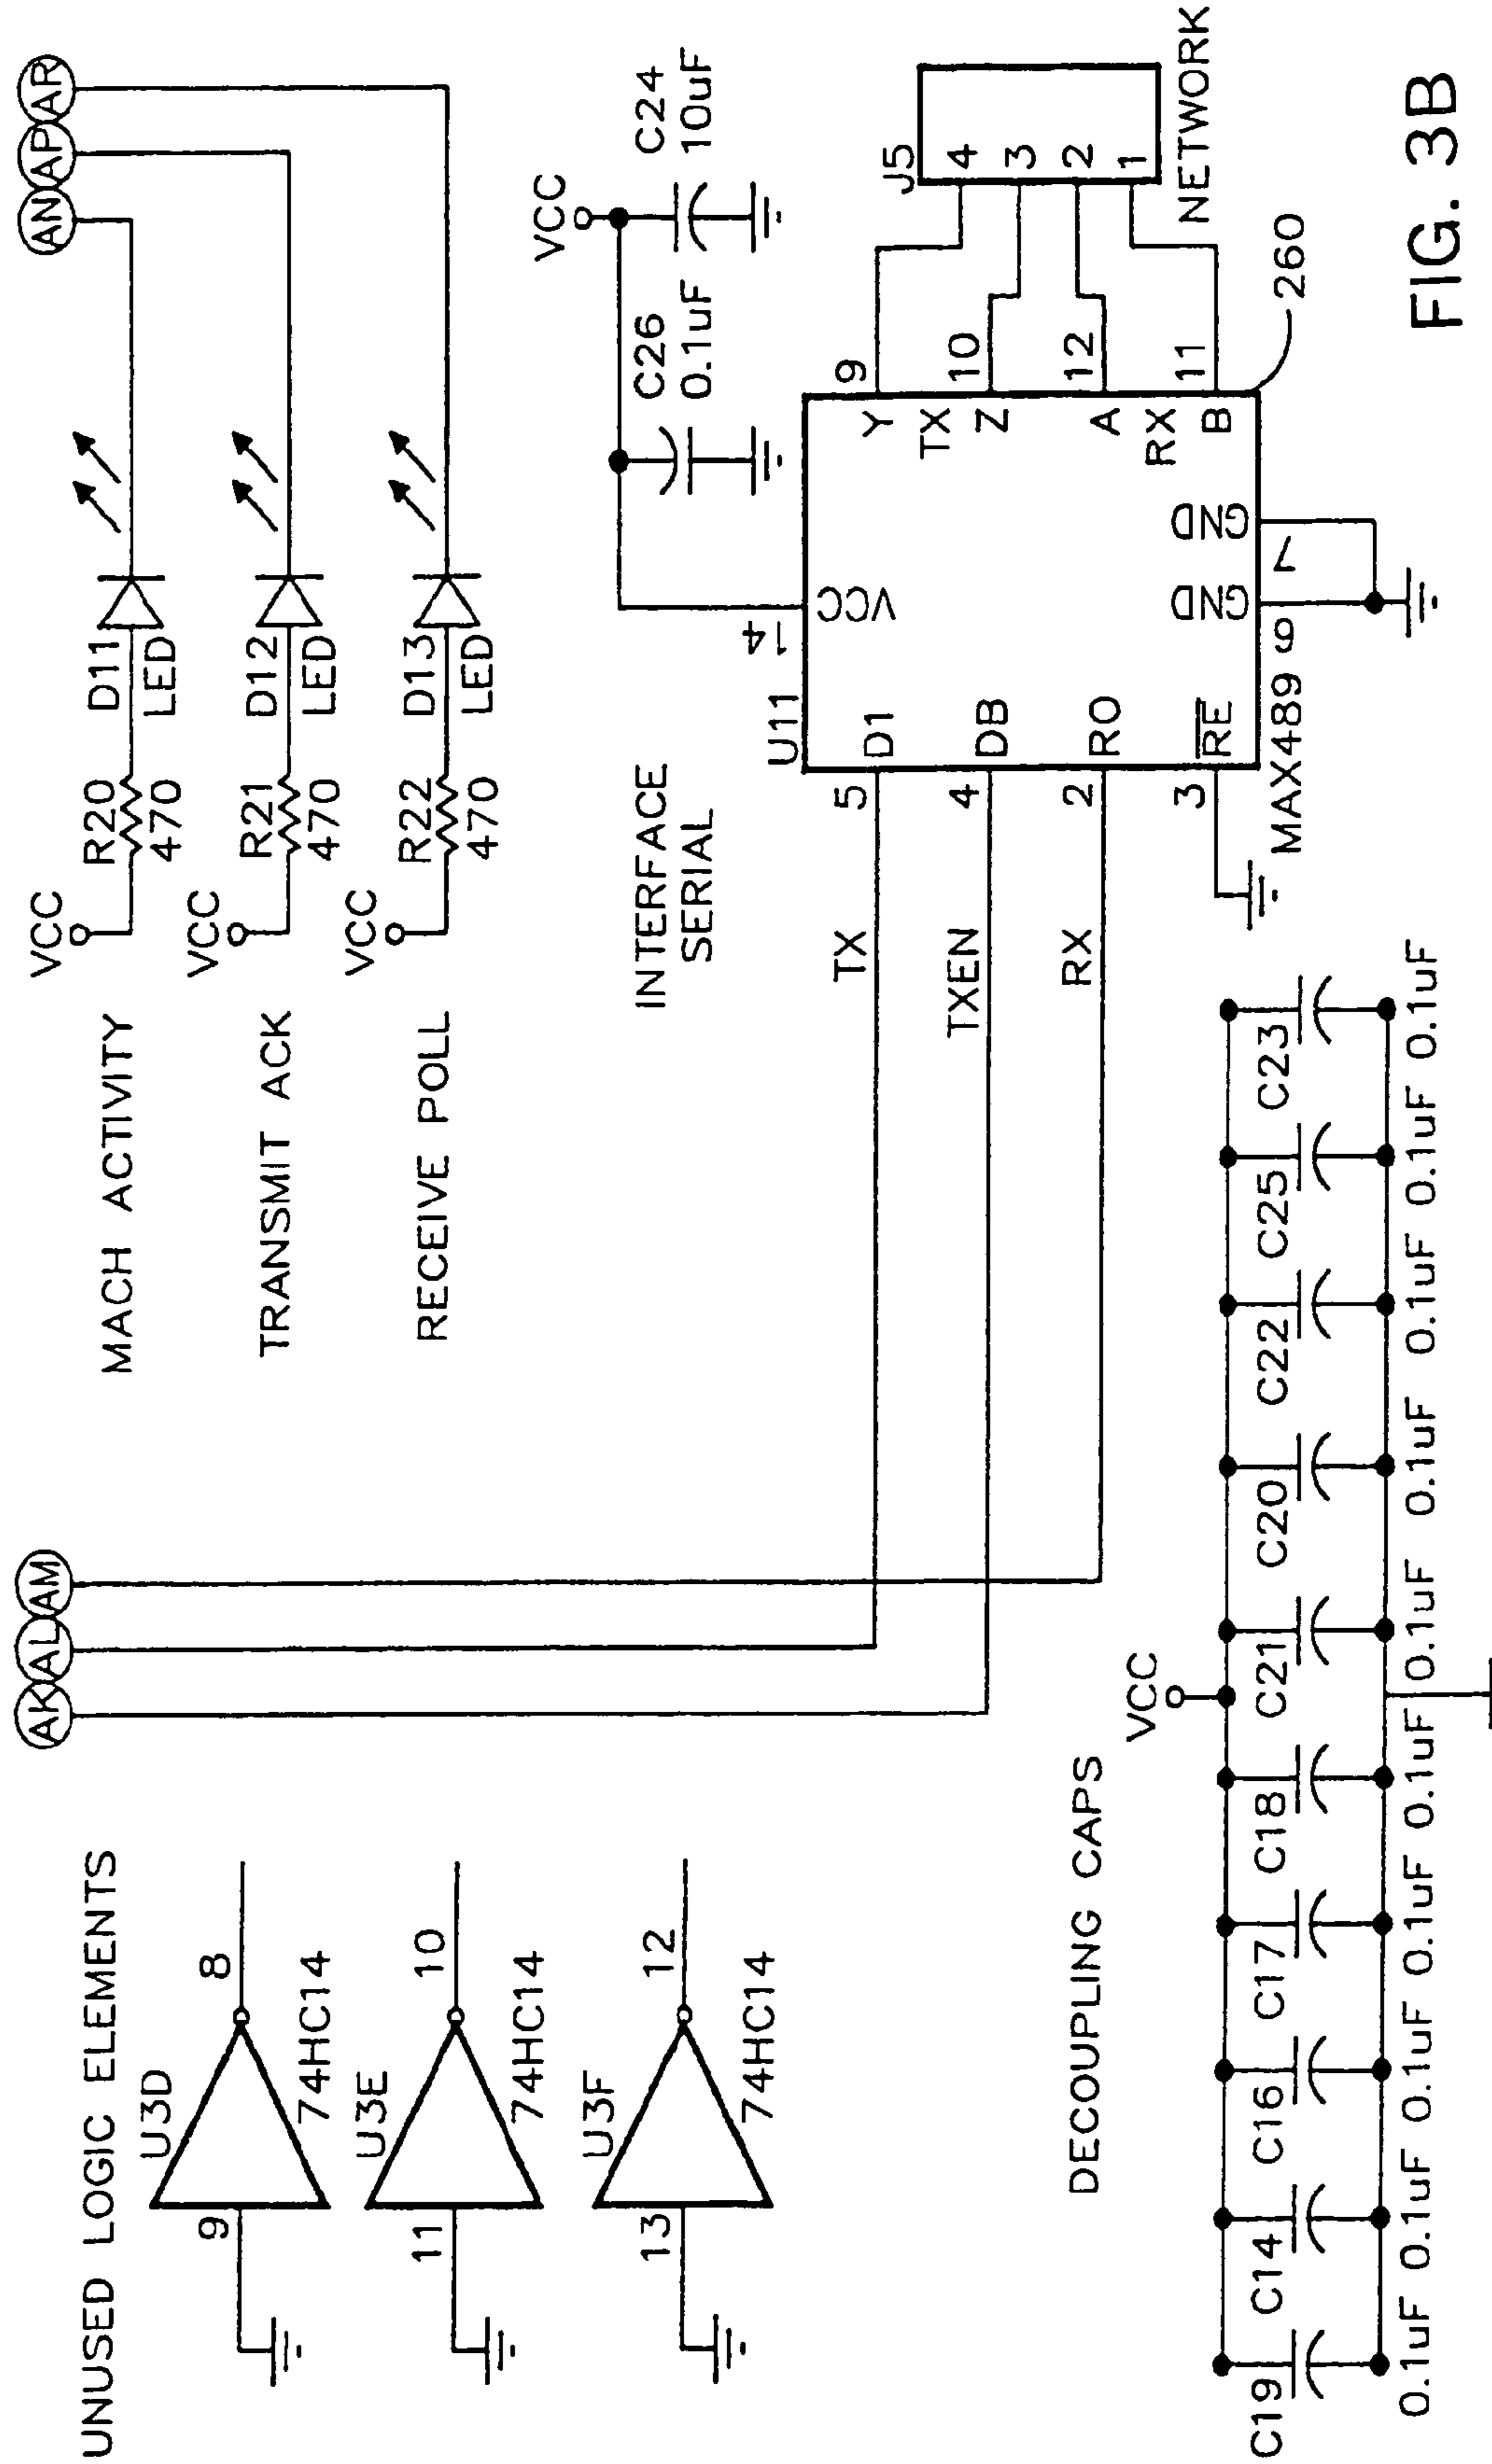 AK AL AM
AN AP AR
UNUSED LOGIC ELEMENTS
U3D
9
8
74HC14
U3E
11
10
74HC14
U3F
13
12
74HC14
MACH ACTIVITY
VCC
R20
470
D11
LED
TRANSMIT ACK
VCC
R21
470
D12
LED
RECEIVE POLL
VCC
R22
470
D13
LED
INTERFACE
SERIAL
VCC
C26
0.1uF
C24
10uF
TX
TXEN
RX
U11
14
VCC
5
D1
4
DB
2
RO
3
RE
Y
9
TX
Z
10
A
12
RX
B
11
GND
GND
6
7
MAX489
260
J5
4
3
2
1
NETWORK
DECOUPLING CAPS
VCC
C19 C14 C16 C17 C18 C21 C20 C22 C25 C23
0.1uF 0.1uF 0.1uF 0.1uF 0.1uF 0.1uF 0.1uF 0.1uF 0.1uF 0.1uF
FIG. 3B